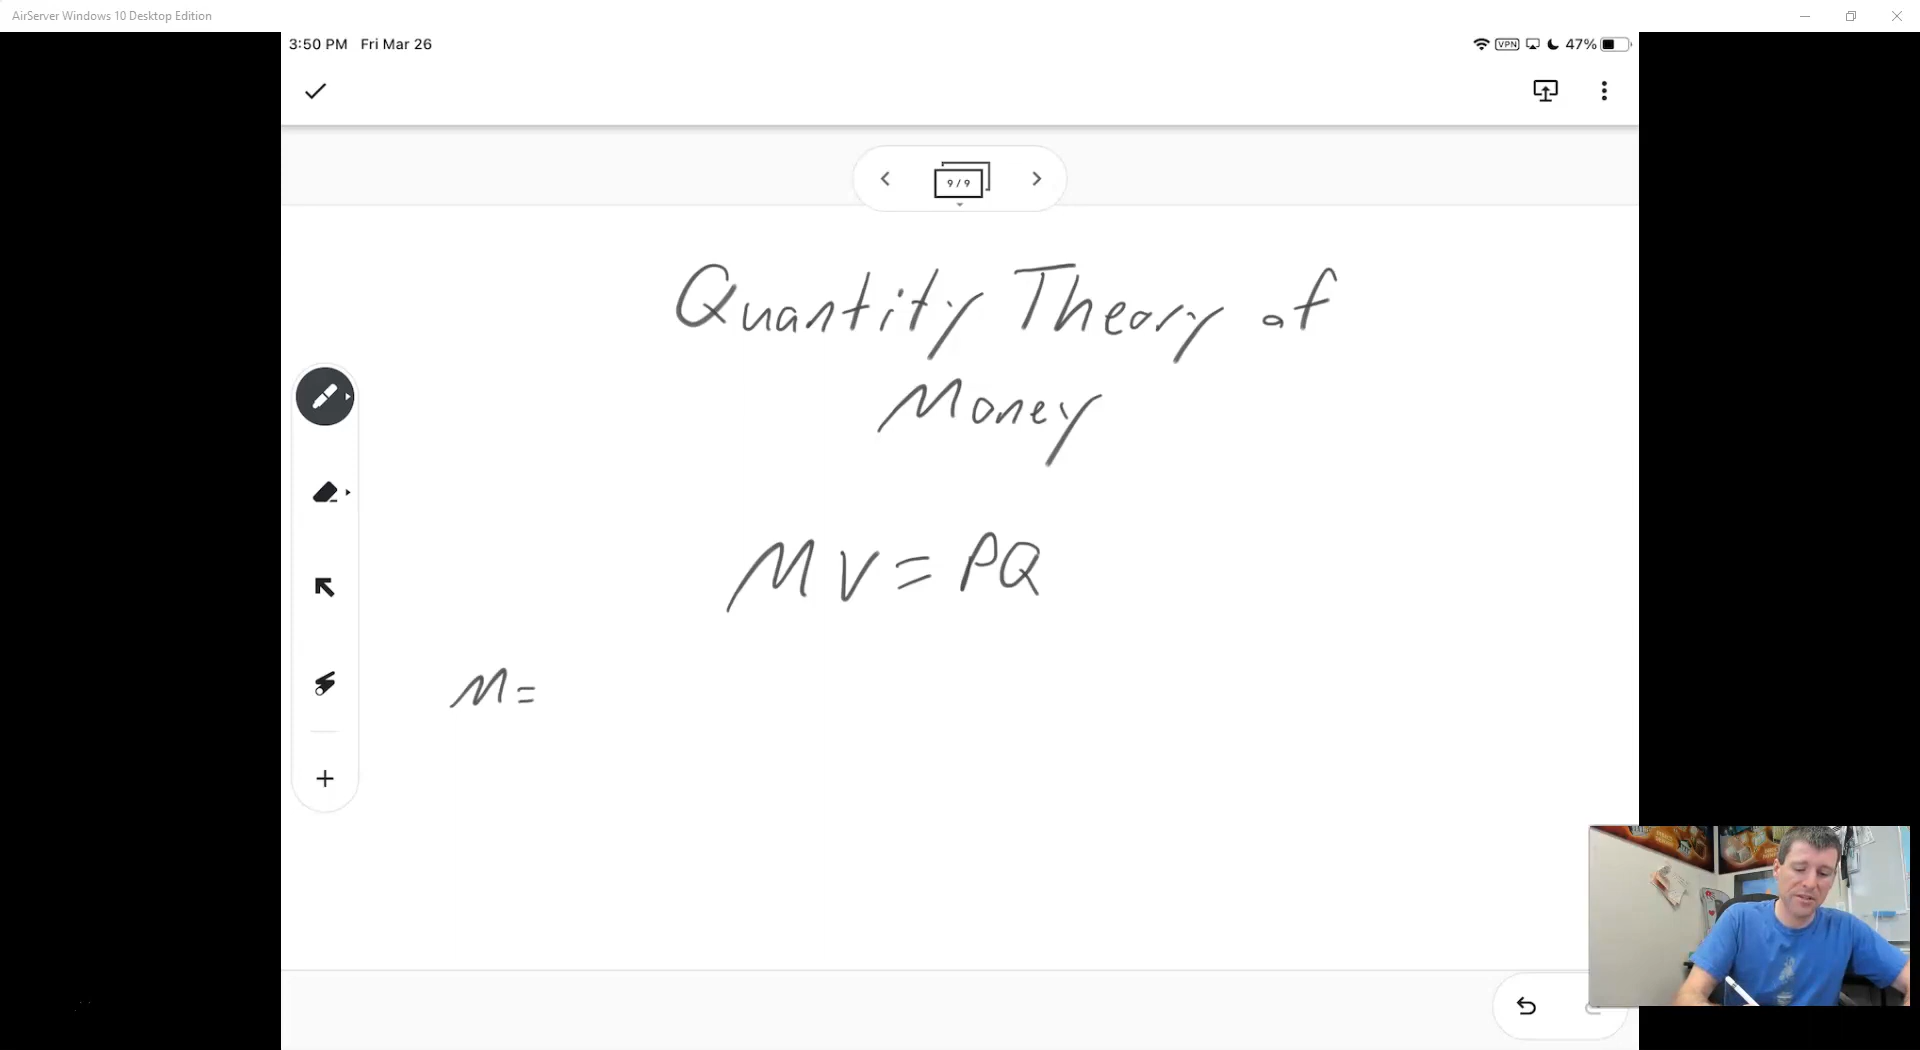 AirServer Windows 10 Desktop Edition
3:50 PM Fri Mar 26
VPN 47%
9/9
Quantity Theory of
Money
MV=PQ
M=